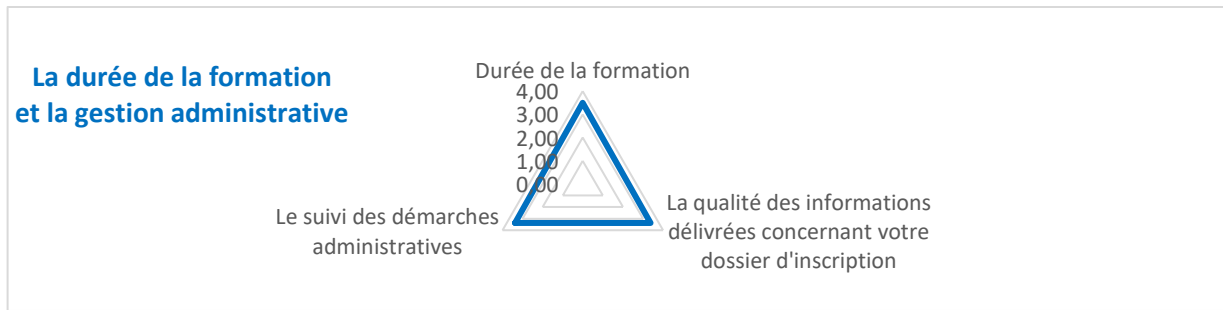 La durée de la formation
et la gestion administrative
Durée de la formation
4,00
3,00
2,00
1,00
0,00
La qualité des informations
délivrées concernant votre
dossier d'inscription
Le suivi des démarches
administratives